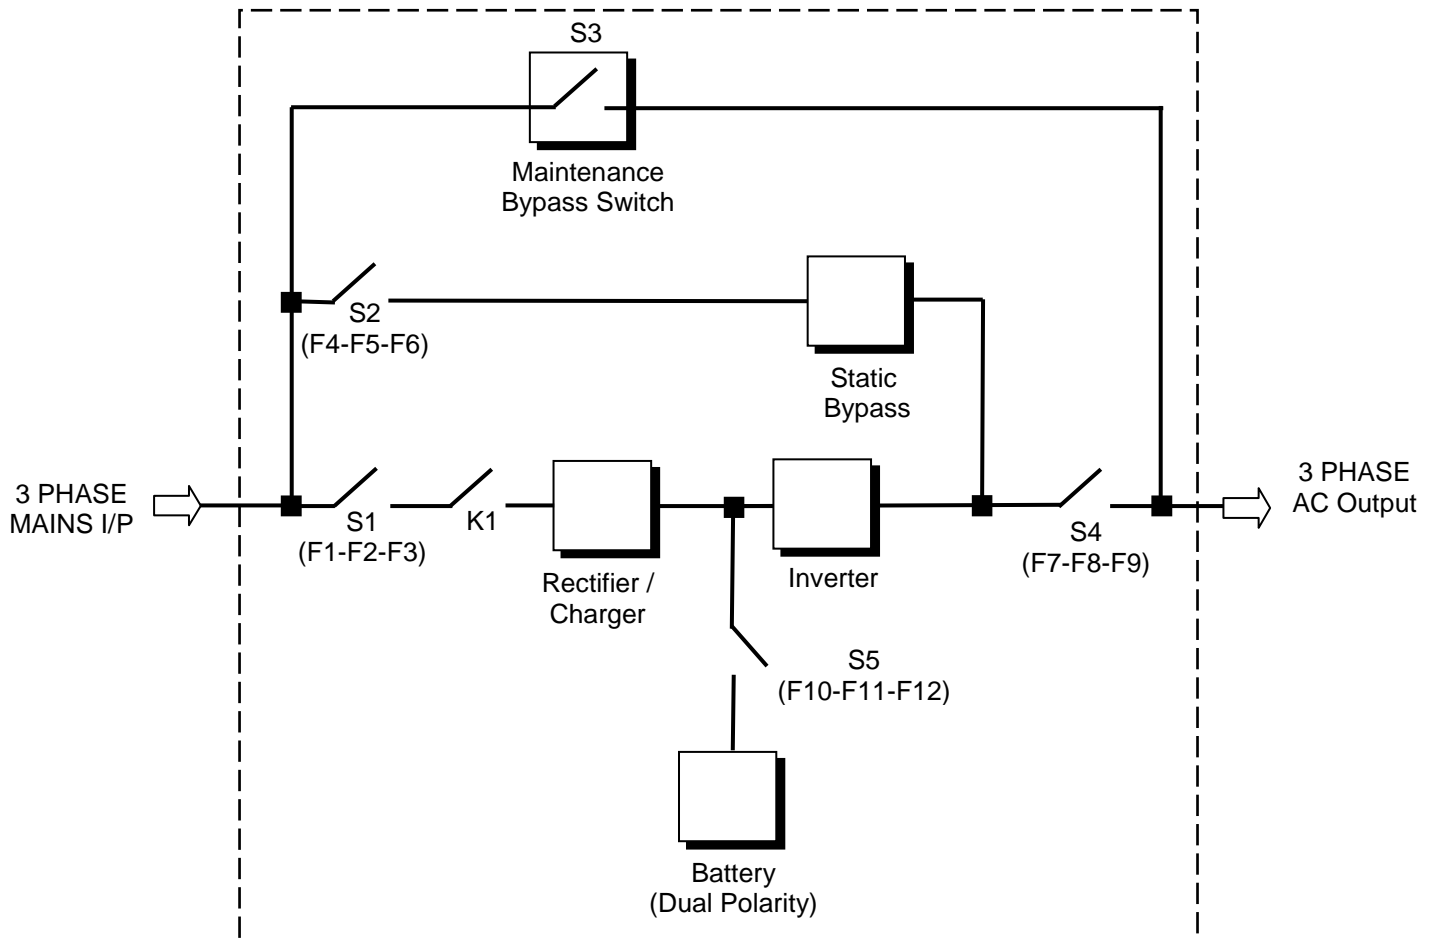 S3
Maintenance
Bypass Switch
S2
(F4-F5-F6)
Static
Bypass
3 PHASE
MAINS I/P
S1
(F1-F2-F3)
K1
Rectifier /
Charger
Inverter
S4
(F7-F8-F9)
3 PHASE
AC Output
S5
(F10-F11-F12)
Battery
(Dual Polarity)